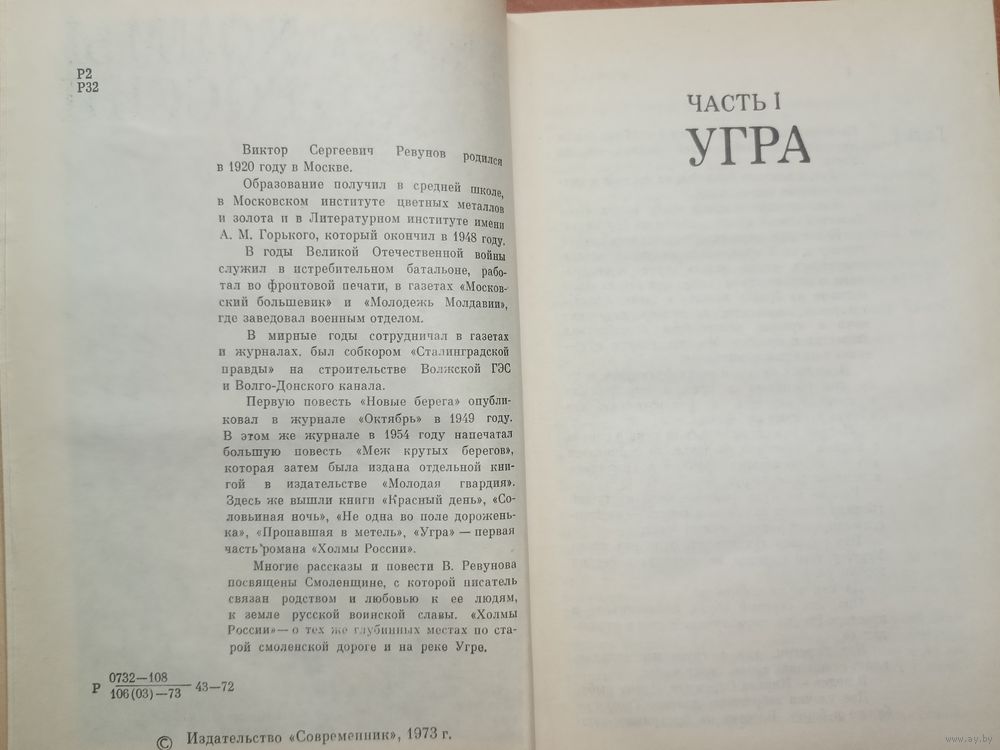 Р2
Р32
Виктор Сергеевич Ревунов родился
в 1920 году в Москве.
Образование получил в средней школе,
в Московском институте цветных металлов
и золота и в Литературном институте имени
А. М. Горького, который окончил в 1948 году.
В годы Великой Отечественной войны
служил в истребительном батальоне, рабо-
тал во фронтовой печати, в газетах «Москов-
ский большевик» и «Молодежь Молдавии»,
где заведовал военным отделом.
В мирные годы сотрудничал в газетах
и журналах. был собкором «Сталинградской
правды» на строительстве Волжской ГЭС
и Волго-Донского канала.
Первую повесть «Новые берега» опубли-
ковал в журнале «Октябрь» в 1949 году.
В этом же журнале в 1954 году напечатал
большую повесть «Меж крутых берегов»,
которая затем была издана отдельной кни-
гой в издательстве «Молодая гвардия».
Здесь же вышли книги «Красный день», «Со-
ловьиная ночь», «Не одна во поле дорожень-
ка», «Пропавшая в метель», «Угра» — первая
часть романа «Холмы России».
Многие рассказы и повести В. Ревунова
посвящены Смоленщине, с которой писатель
связан родством и любовью к ее людям,
к земле русской воинской славы. «Холмы
России» — о тех же глубинных местах по ста-
рой смоленской дороге и на реке Угре.
Р 0732—108
106(03)—73 43—72
© Издательство «Современник», 1973 г.
ЧАСТЬ I
УГРА
www.ay.by